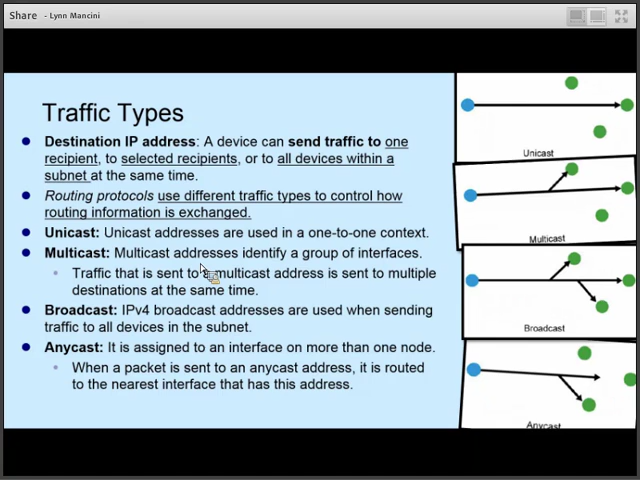 Share - Lynn Mancini
Traffic Types
Destination IP address: A device can send traffic to one
recipient, to selected recipients, or to all devices within a
subnet at the same time.
Routing protocols use different traffic types to control how
routing information is exchanged.
Unicast: Unicast addresses are used in a one-to-one context.
Multicast: Multicast addresses identify a group of interfaces.
Traffic that is sent to a multicast address is sent to multiple
destinations at the same time.
Broadcast: IPv4 broadcast addresses are used when sending
traffic to all devices in the subnet.
Anycast: It is assigned to an interface on more than one node.
When a packet is sent to an anycast address, it is routed
to the nearest interface that has this address.
Unicast
Multicast
Broadcast
Anycast